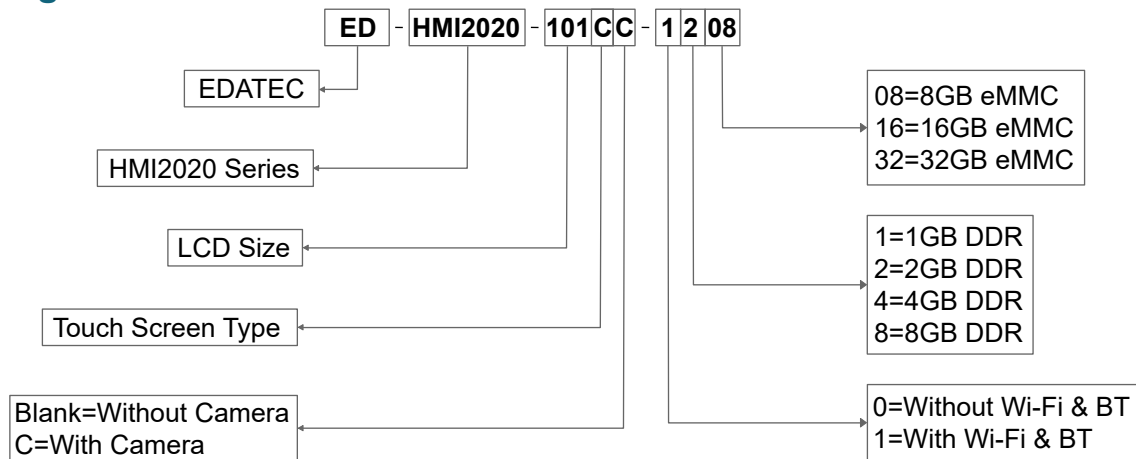 ED - HMI2020 - 101 C C - 1 2 08
EDATEC
HMI2020 Series
LCD Size
Touch Screen Type
Blank=Without Camera
C=With Camera
08=8GB eMMC
16=16GB eMMC
32=32GB eMMC
1=1GB DDR
2=2GB DDR
4=4GB DDR
8=8GB DDR
0=Without Wi-Fi & BT
1=With Wi-Fi & BT